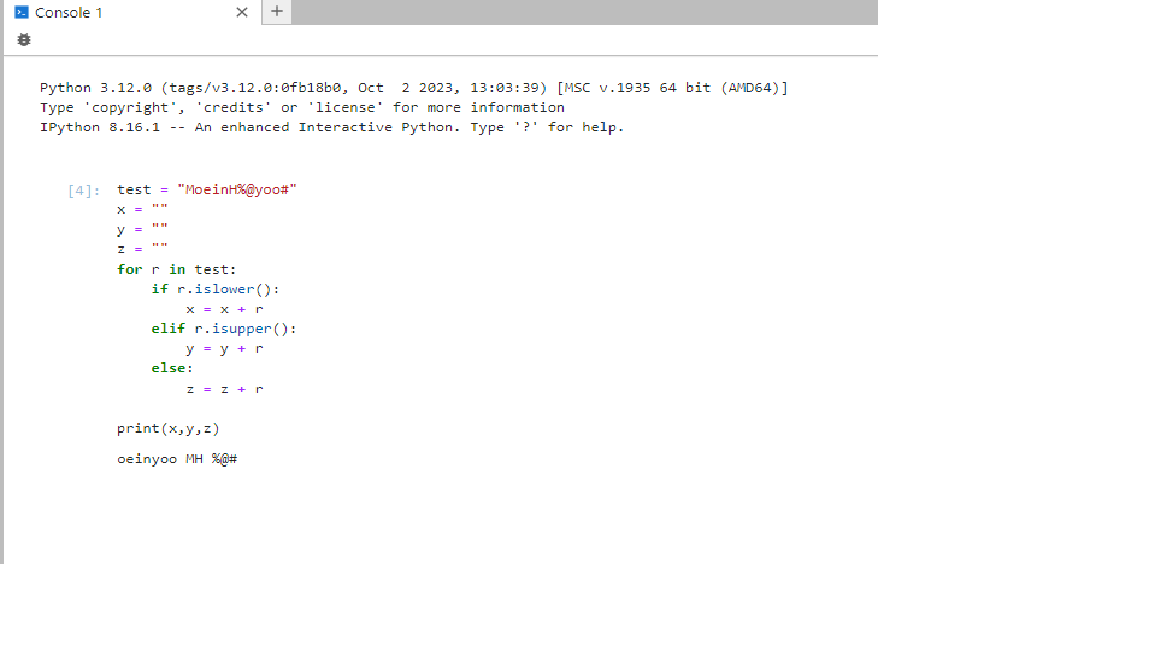 Console 1
Python 3.12.0 (tags/v3.12.0:0fb18b0, Oct  2 2023, 13:03:39) [MSC v.1935 64 bit (AMD64)]
Type 'copyright', 'credits' or 'license' for more information
IPython 8.16.1 -- An enhanced Interactive Python. Type '?' for help.
[4]: test = "MoeinH%@yoo#"
x = ""
y = ""
z = ""
for r in test:
    if r.islower():
        x = x + r
    elif r.isupper():
        y = y + r
    else:
        z = z + r
print(x,y,z)
oeinyoo MH %@#